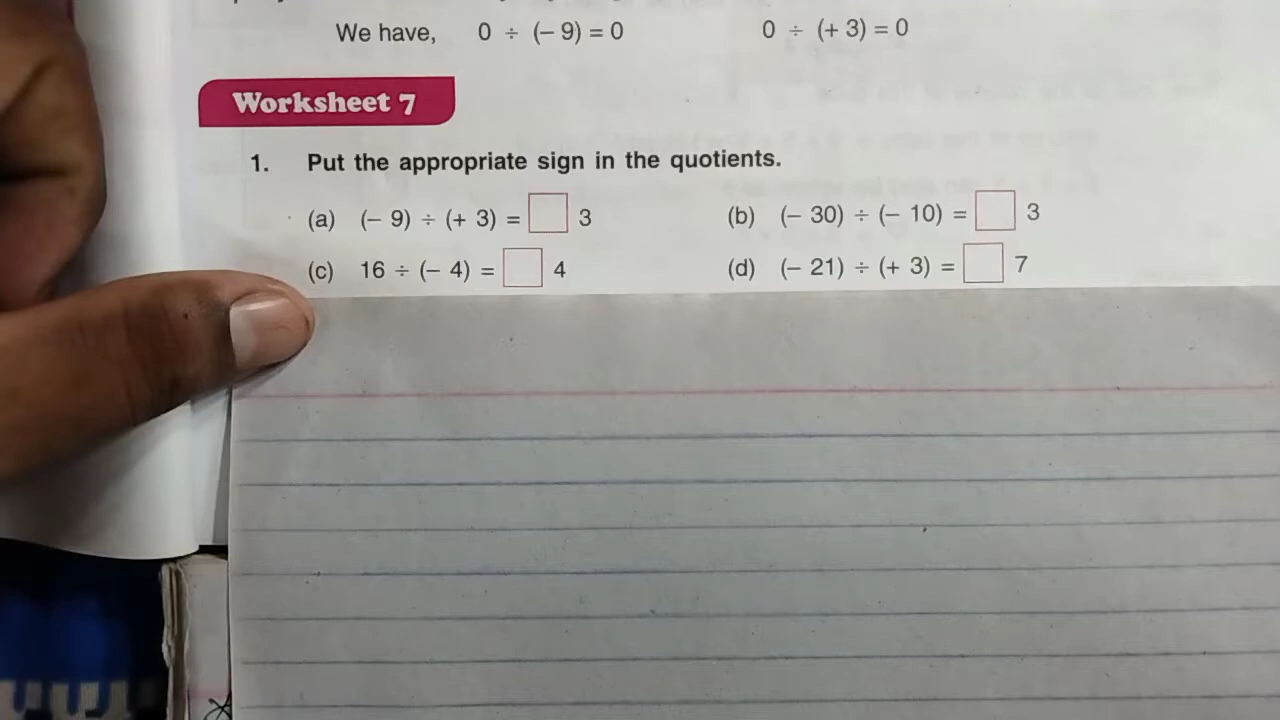 We have, 0 ÷ (− 9) = 0 0 ÷ (+ 3) = 0
Worksheet 7
1. Put the appropriate sign in the quotients.
(a) (− 9) ÷ (+ 3) = □ 3 (b) (− 30) ÷ (− 10) = □ 3
(c) 16 ÷ (− 4) = □ 4 (d) (− 21) ÷ (+ 3) = □ 7